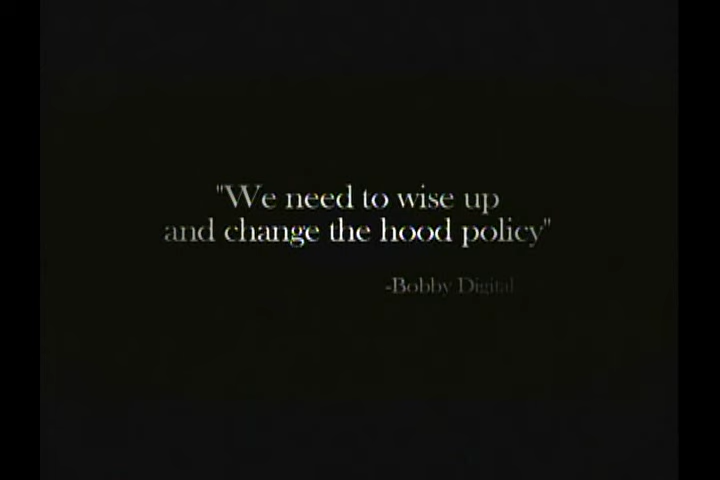 "We need to wise up
and change the hood policy"
-Bobby Digital